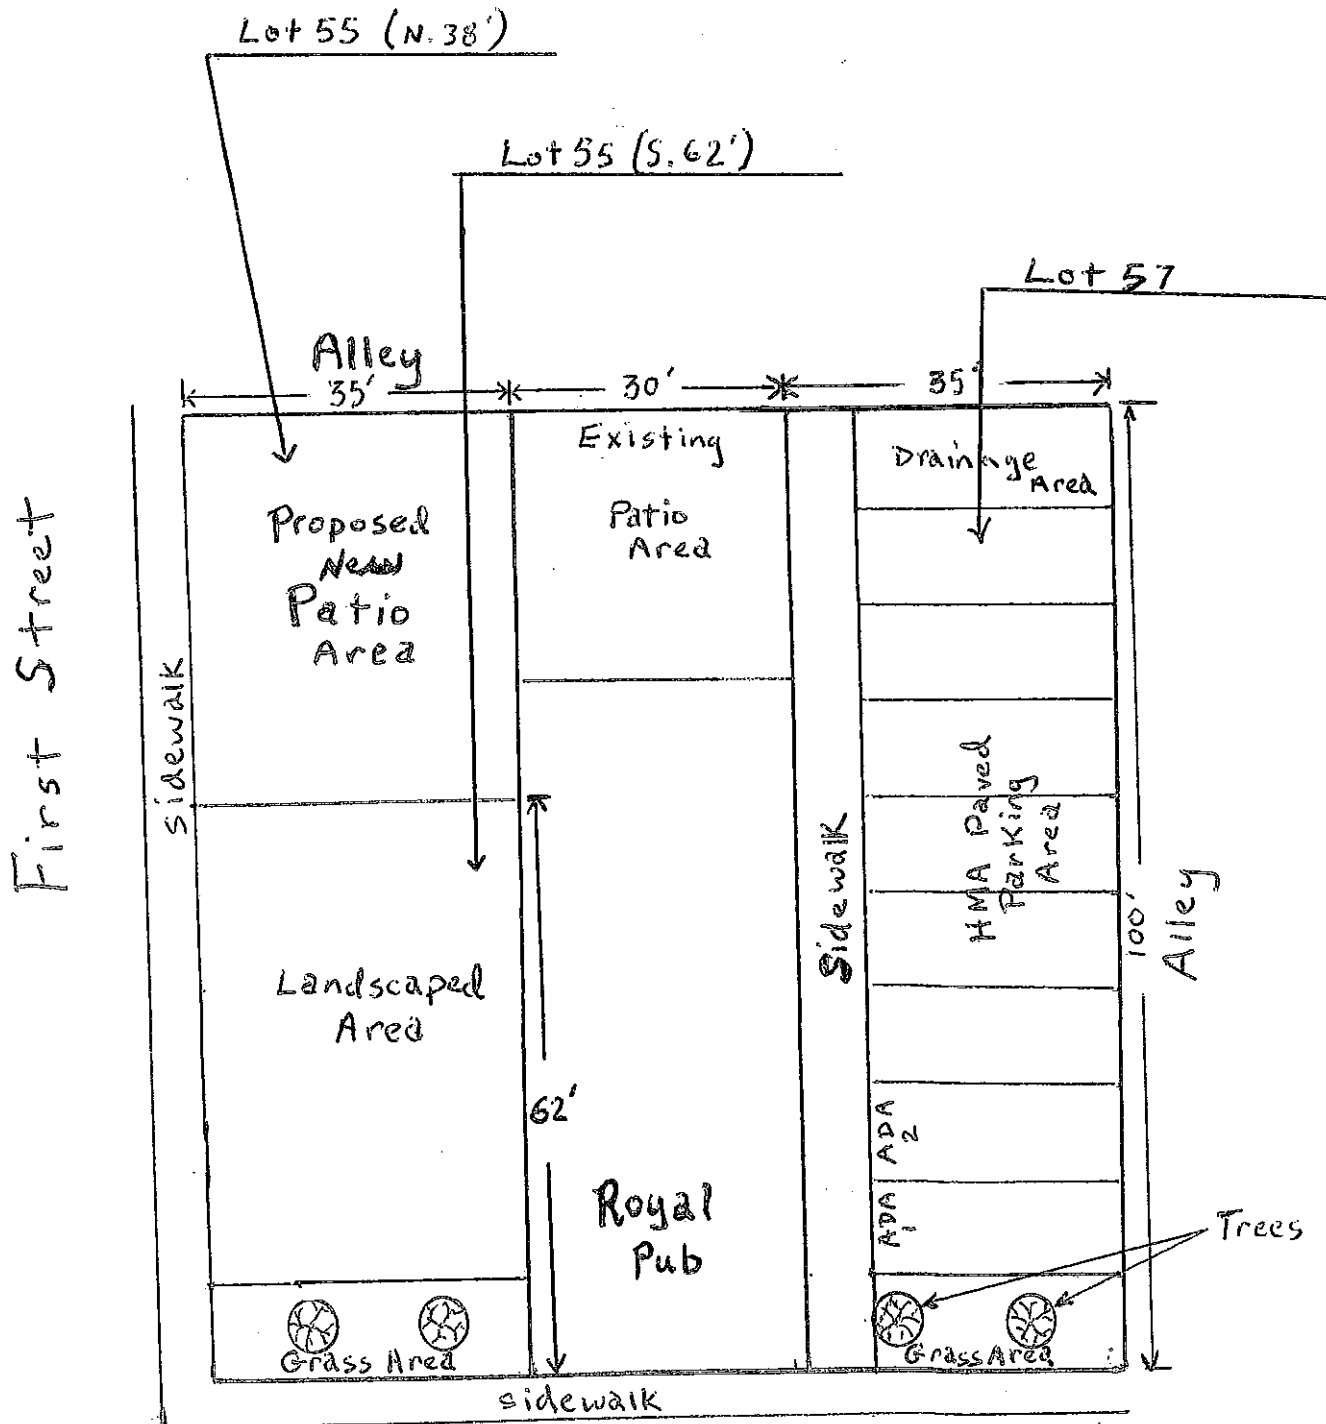 Lot 55 (N. 38')
Lot 55 (S. 62')
Lot 57
Alley
35'
30'
35'
First Street
Sidewalk
Proposed
New
Patio
Area
Existing
Patio
Area
Drainage
Area
Landscaped
Area
62'
Royal
Pub
Sidewalk
HMA Paved
Parking
Area
ADA
2
ADA
1
100'
Alley
Trees
Grass Area
Grass Area
Sidewalk